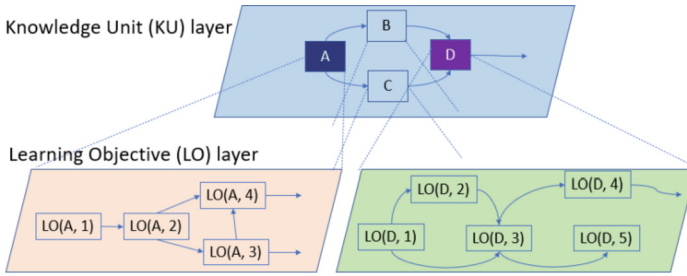 Knowledge Unit (KU) layer
B
A
D
C
Learning Objective (LO) layer
LO(A, 4)
LO(A, 1)
LO(A, 2)
LO(A, 3)
LO(D, 2)
LO(D, 4)
LO(D, 1)
LO(D, 3)
LO(D, 5)